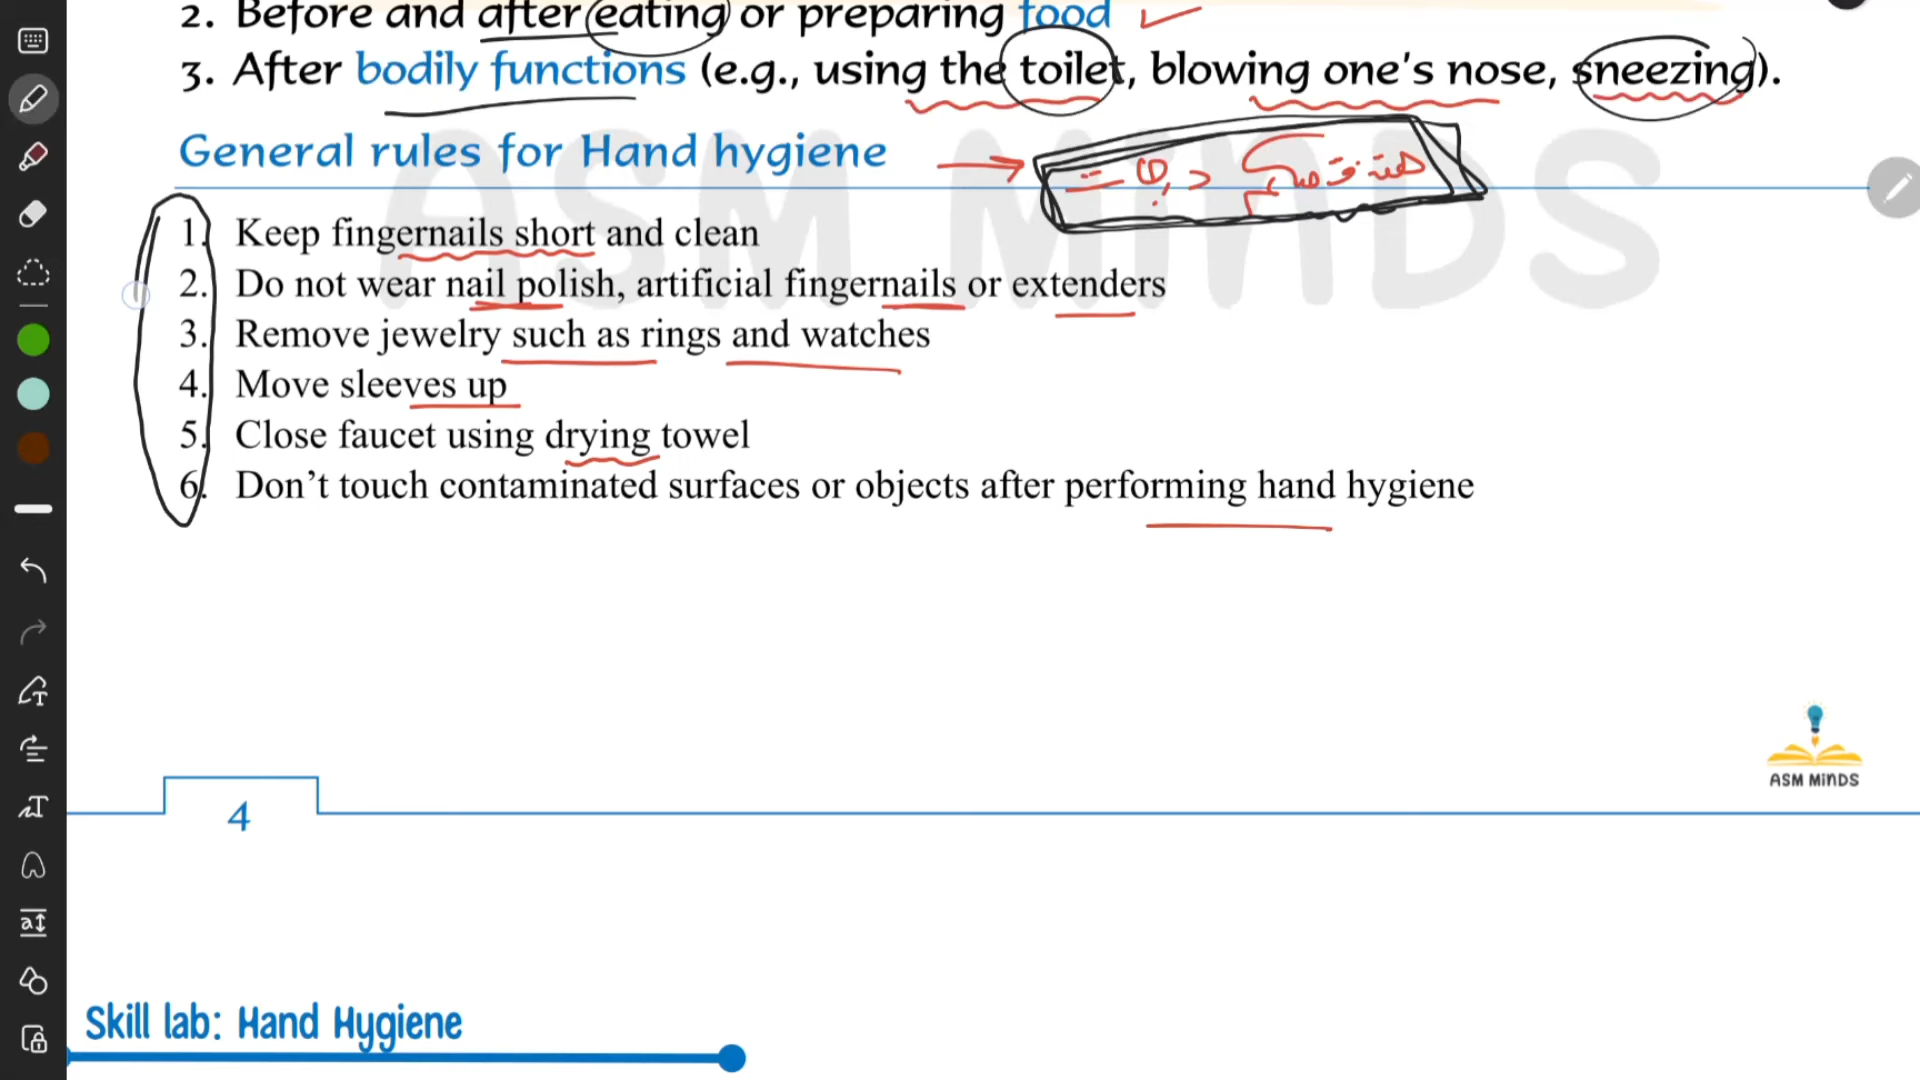 2. Before and after eating or preparing food
3. After bodily functions (e.g., using the toilet, blowing one's nose, sneezing).
General rules for Hand hygiene
1. Keep fingernails short and clean
2. Do not wear nail polish, artificial fingernails or extenders
3. Remove jewelry such as rings and watches
4. Move sleeves up
5. Close faucet using drying towel
6. Don't touch contaminated surfaces or objects after performing hand hygiene
ASM MINDS
ASM MINDS
4
Skill lab: Hand Hygiene